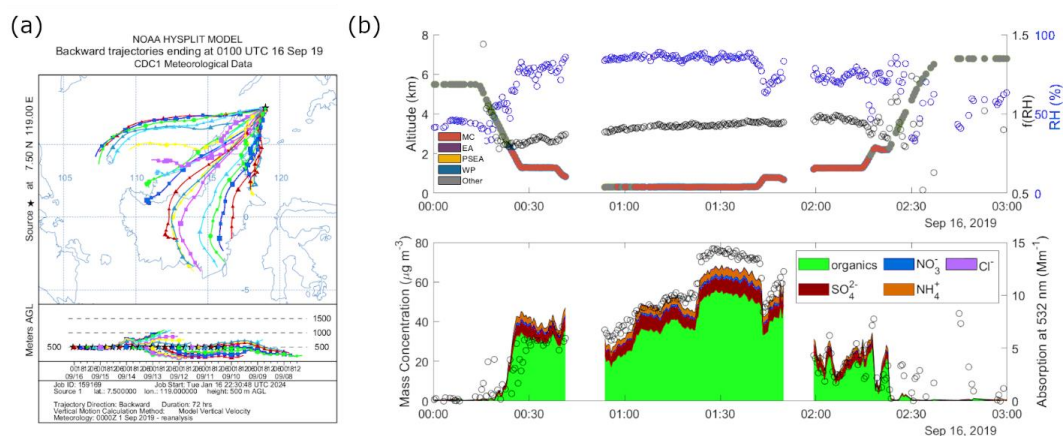 (a)
NOAA HYSPLIT MODEL
Backward trajectories ending at 0100 UTC 16 Sep 19
CDC1 Meteorological Data
Source ★ at 7.50 N 119.00 E
105
110
115
120
5
0
-5
Meters AGL
500
1500
1000
500
09/16
09/15
09/14
09/13
09/12
09/11
09/10
09/09
09/08
Job ID: 159169 Job Start: Tue Jan 16 22:30:48 UTC 2024
Source 1 lat.: 7.500000 lon.: 119.000000 height: 500 m AGL
Trajectory Direction: Backward Duration: 72 hrs
Vertical Motion Calculation Method: Model Vertical Velocity
Meteorology: 0000Z 1 Sep 2019 - reanalysis
(b)
Altitude (km)
8
6
4
2
0
MC
EA
PSEA
WP
Other
1.5
1
0.5
f(RH)
100
50
0
RH (%)
00:00 00:30 01:00 01:30 02:00 02:30 03:00
Sep 16, 2019
Mass Concentration (µg m-3)
80
60
40
20
0
organics NO3- Cl-
SO42- NH4+
15
10
5
0
Absorption at 532 nm (Mm-1)
00:00 00:30 01:00 01:30 02:00 02:30 03:00
Sep 16, 2019